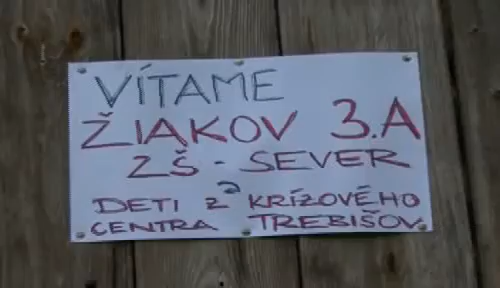 VÍTAME
ŽIAKOV 3.A
ZŠ - SEVER
DETI Z KRÍZOVÉHO
CENTRA TREBIŠOV